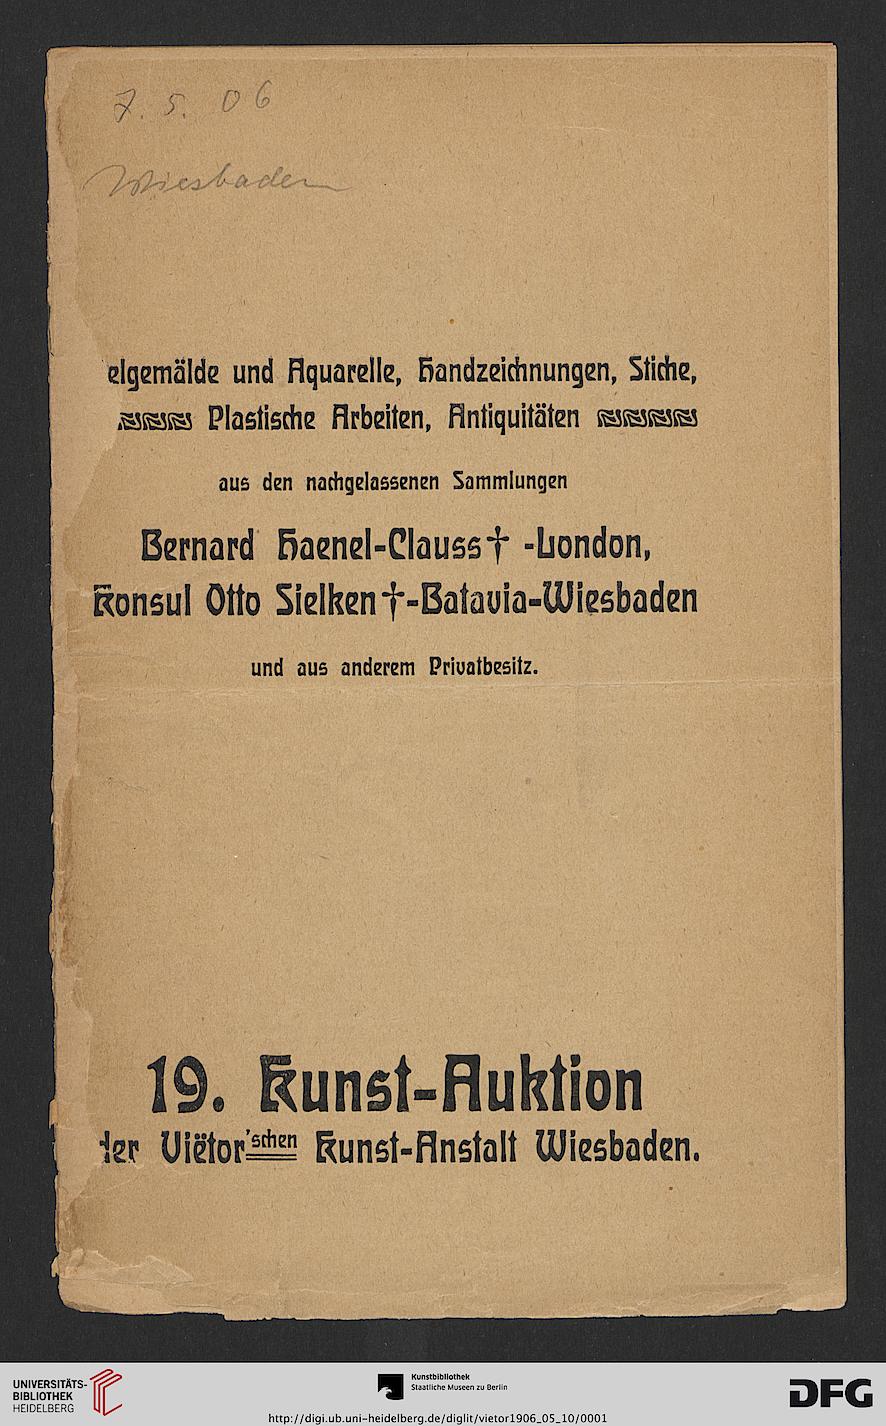 7. 5. 06
Wiesbaden
elgemälde und Aquarelle, Handzeichnungen, Stiche,
Plastische Arbeiten, Antiquitäten
aus den nachgelassenen Sammlungen
Bernard Haenel-Clauss† -London,
Konsul Otto Sielken†-Batavia-Wiesbaden
und aus anderem Privatbesitz.
19. Kunst-Auktion
der Viëtor'schen Kunst-Anstalt Wiesbaden.
UNIVERSITÄTS-
BIBLIOTHEK
HEIDELBERG
Kunstbibliothek
Staatliche Museen zu Berlin
http://digi.ub.uni-heidelberg.de/diglit/vietor1906_05_10/0001
DFG